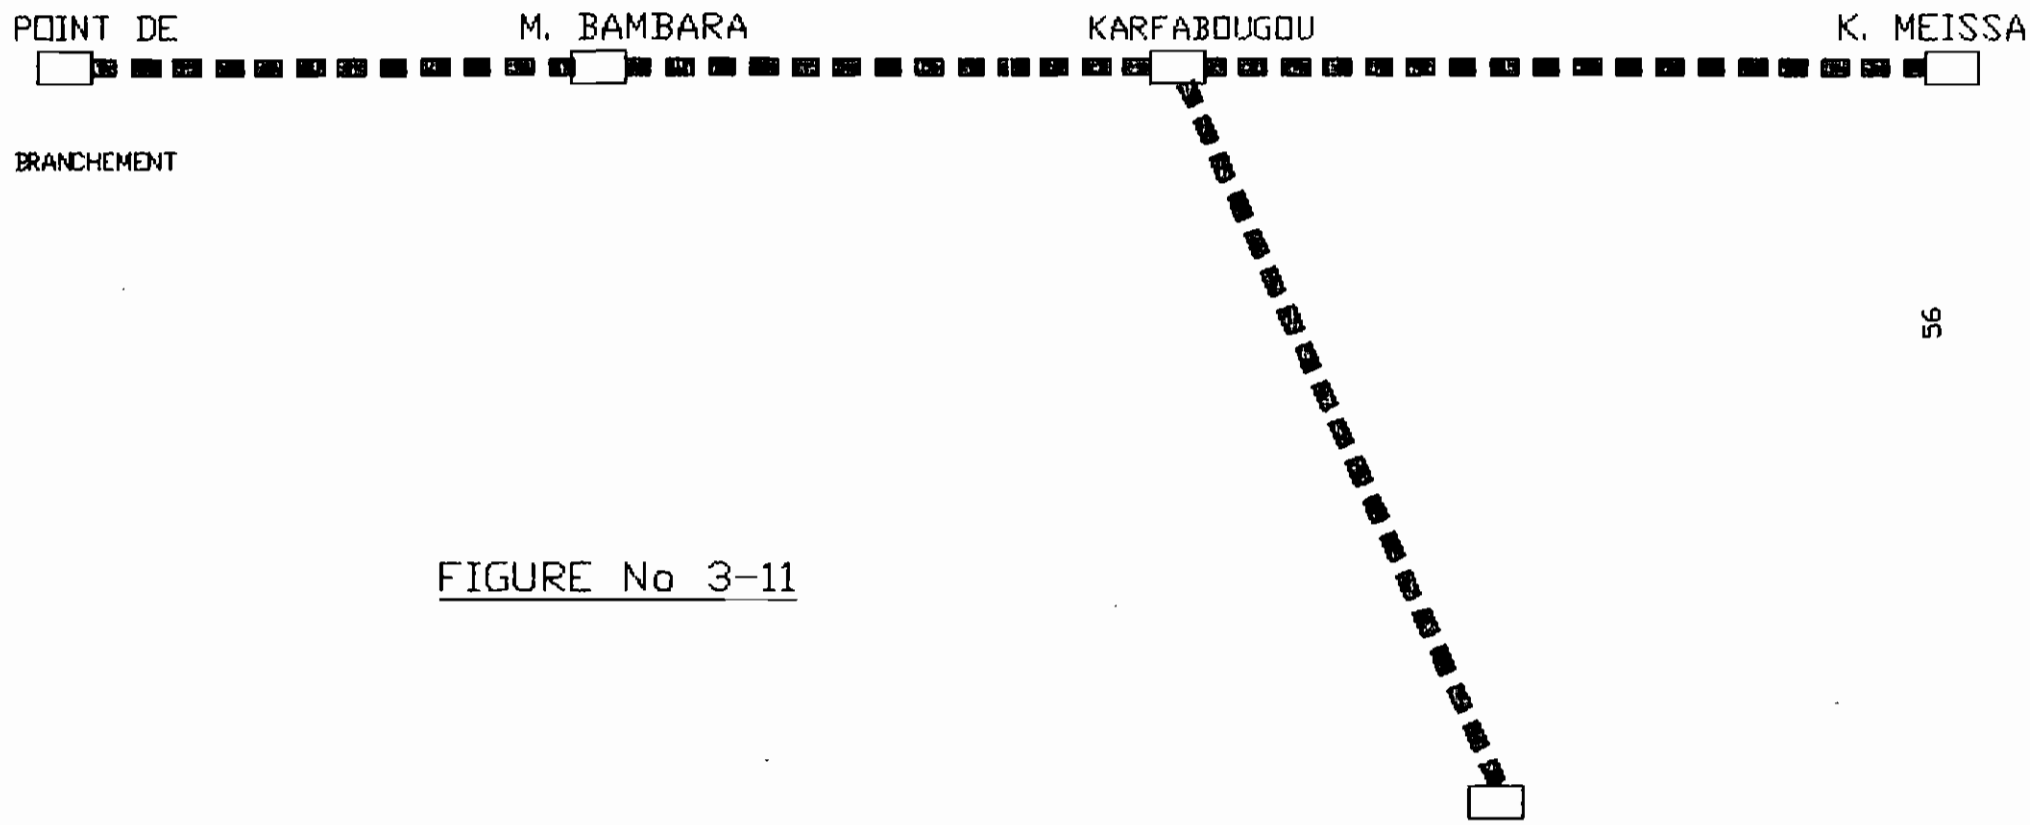 POINT DE M. BAMBARA KARFABOUGOU K. MEISSA
BRANCHEMENT
56
FIGURE No 3-11